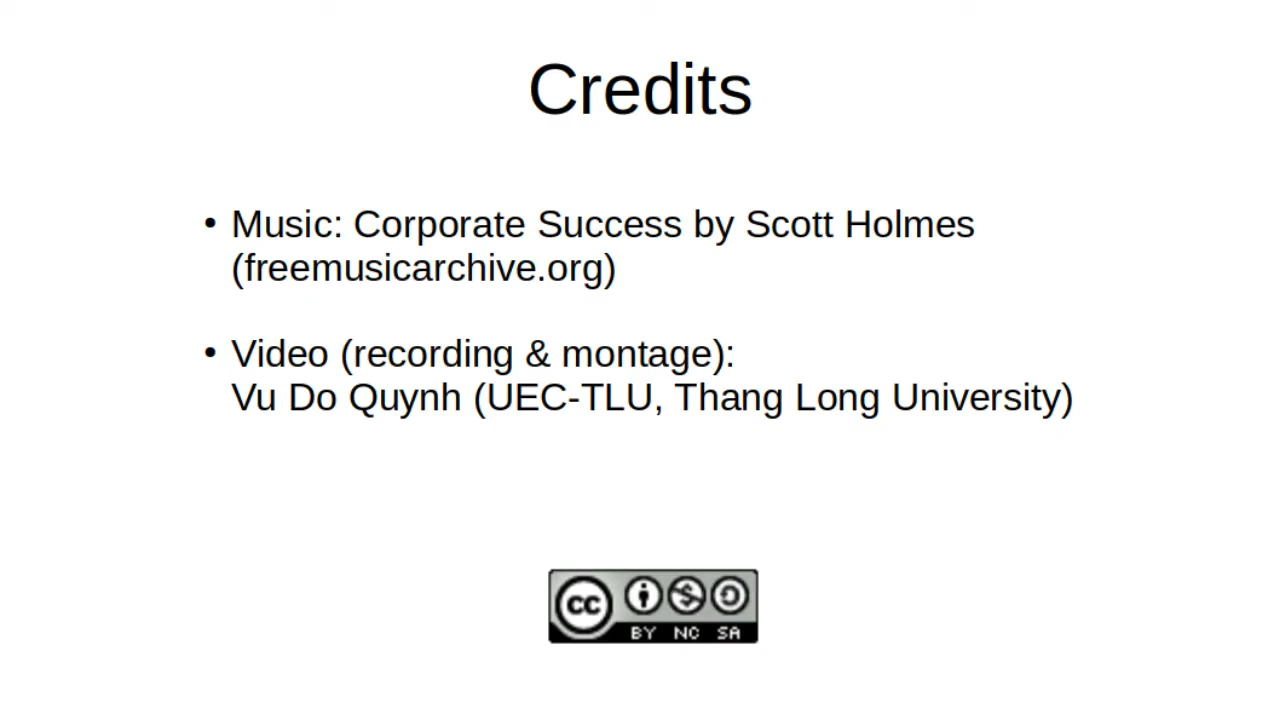 Credits
• Music: Corporate Success by Scott Holmes
(freemusicarchive.org)
• Video (recording & montage):
Vu Do Quynh (UEC-TLU, Thang Long University)
CC
BY NC SA